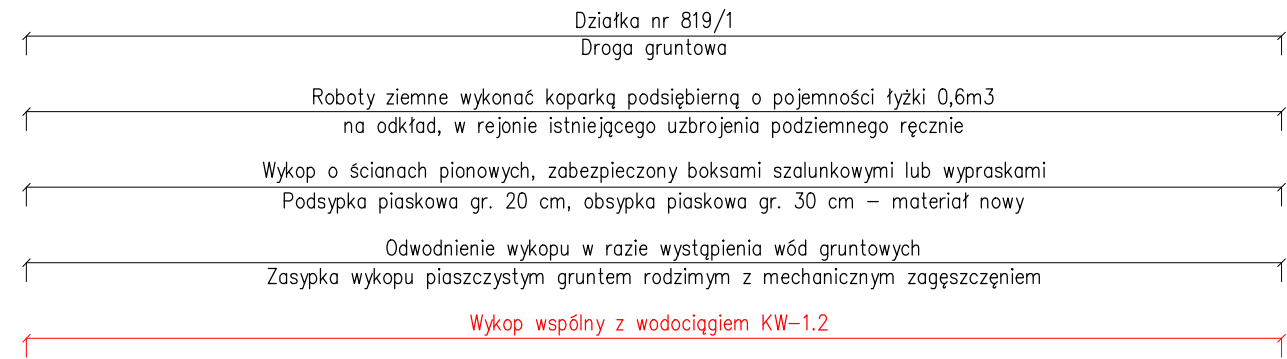 Działka nr 819/1
Droga gruntowa
Roboty ziemne wykonać koparką podsiębierną o pojemności łyżki 0,6m3
na odkład, w rejonie istniejącego uzbrojenia podziemnego ręcznie
Wykop o ścianach pionowych, zabezpieczony boksami szalunkowymi lub wypraskami
Podsypka piaskowa gr. 20 cm, obsypka piaskowa gr. 30 cm – materiał nowy
Odwodnienie wykopu w razie wystąpienia wód gruntowych
Zasypka wykopu piaszczystym gruntem rodzimym z mechanicznym zagęszczęniem
Wykop wspólny z wodociągiem KW–1.2